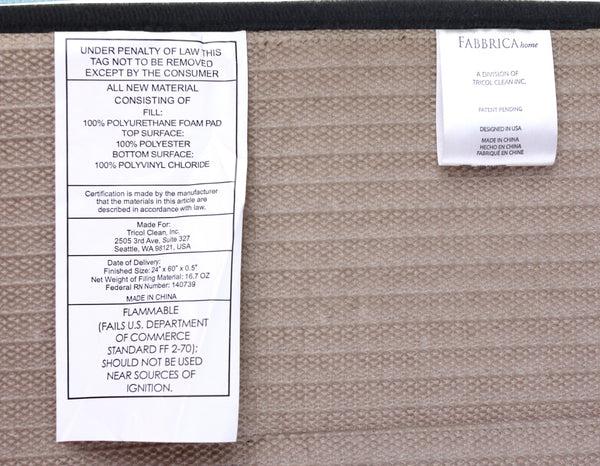 UNDER PENALTY OF LAW THIS
TAG NOT TO BE REMOVED
EXCEPT BY THE CONSUMER
ALL NEW MATERIAL
CONSISTING OF
FILL:
100% POLYURETHANE FOAM PAD
TOP SURFACE:
100% POLYESTER
BOTTOM SURFACE:
100% POLYVINYL CHLORIDE
Certification is made by the manufacturer
that the materials in this article are
described in accordance with law.
Made For:
Tricol Clean, Inc.
2505 3rd Ave, Suite 327
Seattle, WA 98121, USA
Date of Delivery:
Finished Size: 24" x 60" x 0.5"
Net Weight of Filing Material: 16.7 OZ
Federal RN Number: 140739
MADE IN CHINA
FLAMMABLE
(FAILS U.S. DEPARTMENT
OF COMMERCE
STANDARD FF 2-70);
SHOULD NOT BE USED
NEAR SOURCES OF
IGNITION.
FABBRICA home
A DIVISION OF
TRICOL CLEAN INC.
PATENT PENDING
DESIGNED IN USA
MADE IN CHINA
HECHO EN CHINA
FABRIQUÉ EN CHINE